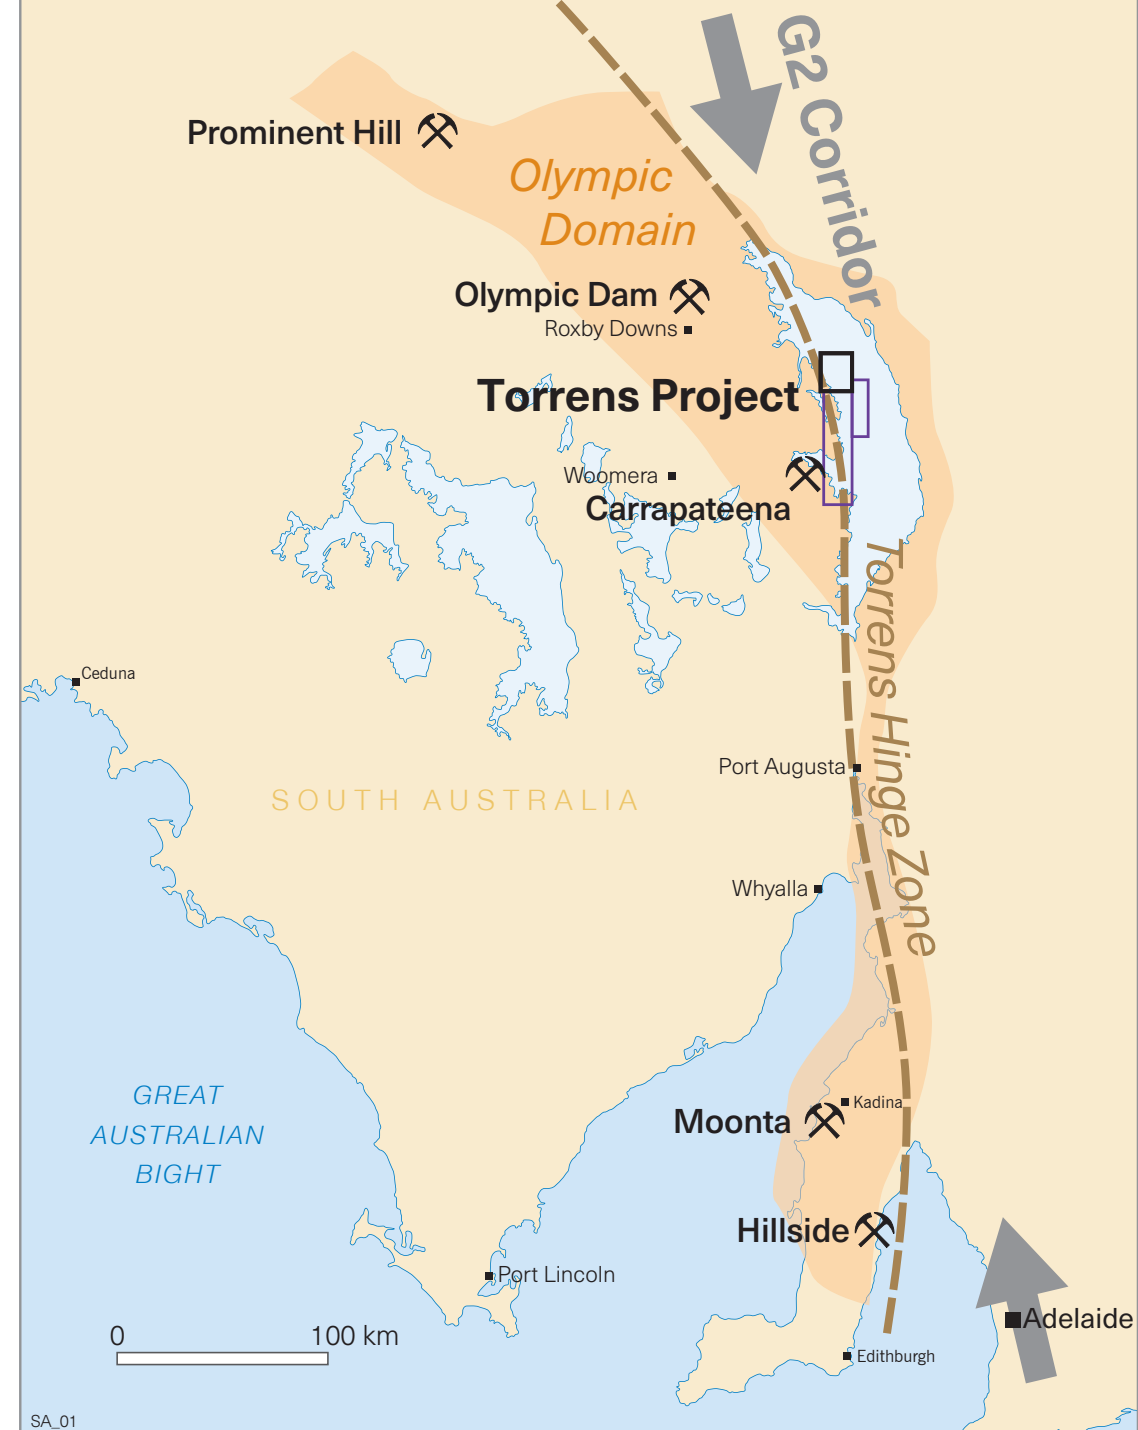 G2 Corridor
Prominent Hill
Olympic
Domain
Olympic Dam
Roxby Downs
Torrens Project
Woomera
Carrapateena
Torrens Hinge Zone
Ceduna
Port Augusta
SOUTH AUSTRALIA
Whyalla
GREAT
AUSTRALIAN
BIGHT
Kadina
Moonta
Hillside
Port Lincoln
Adelaide
0 100 km
Edithburgh
SA_01